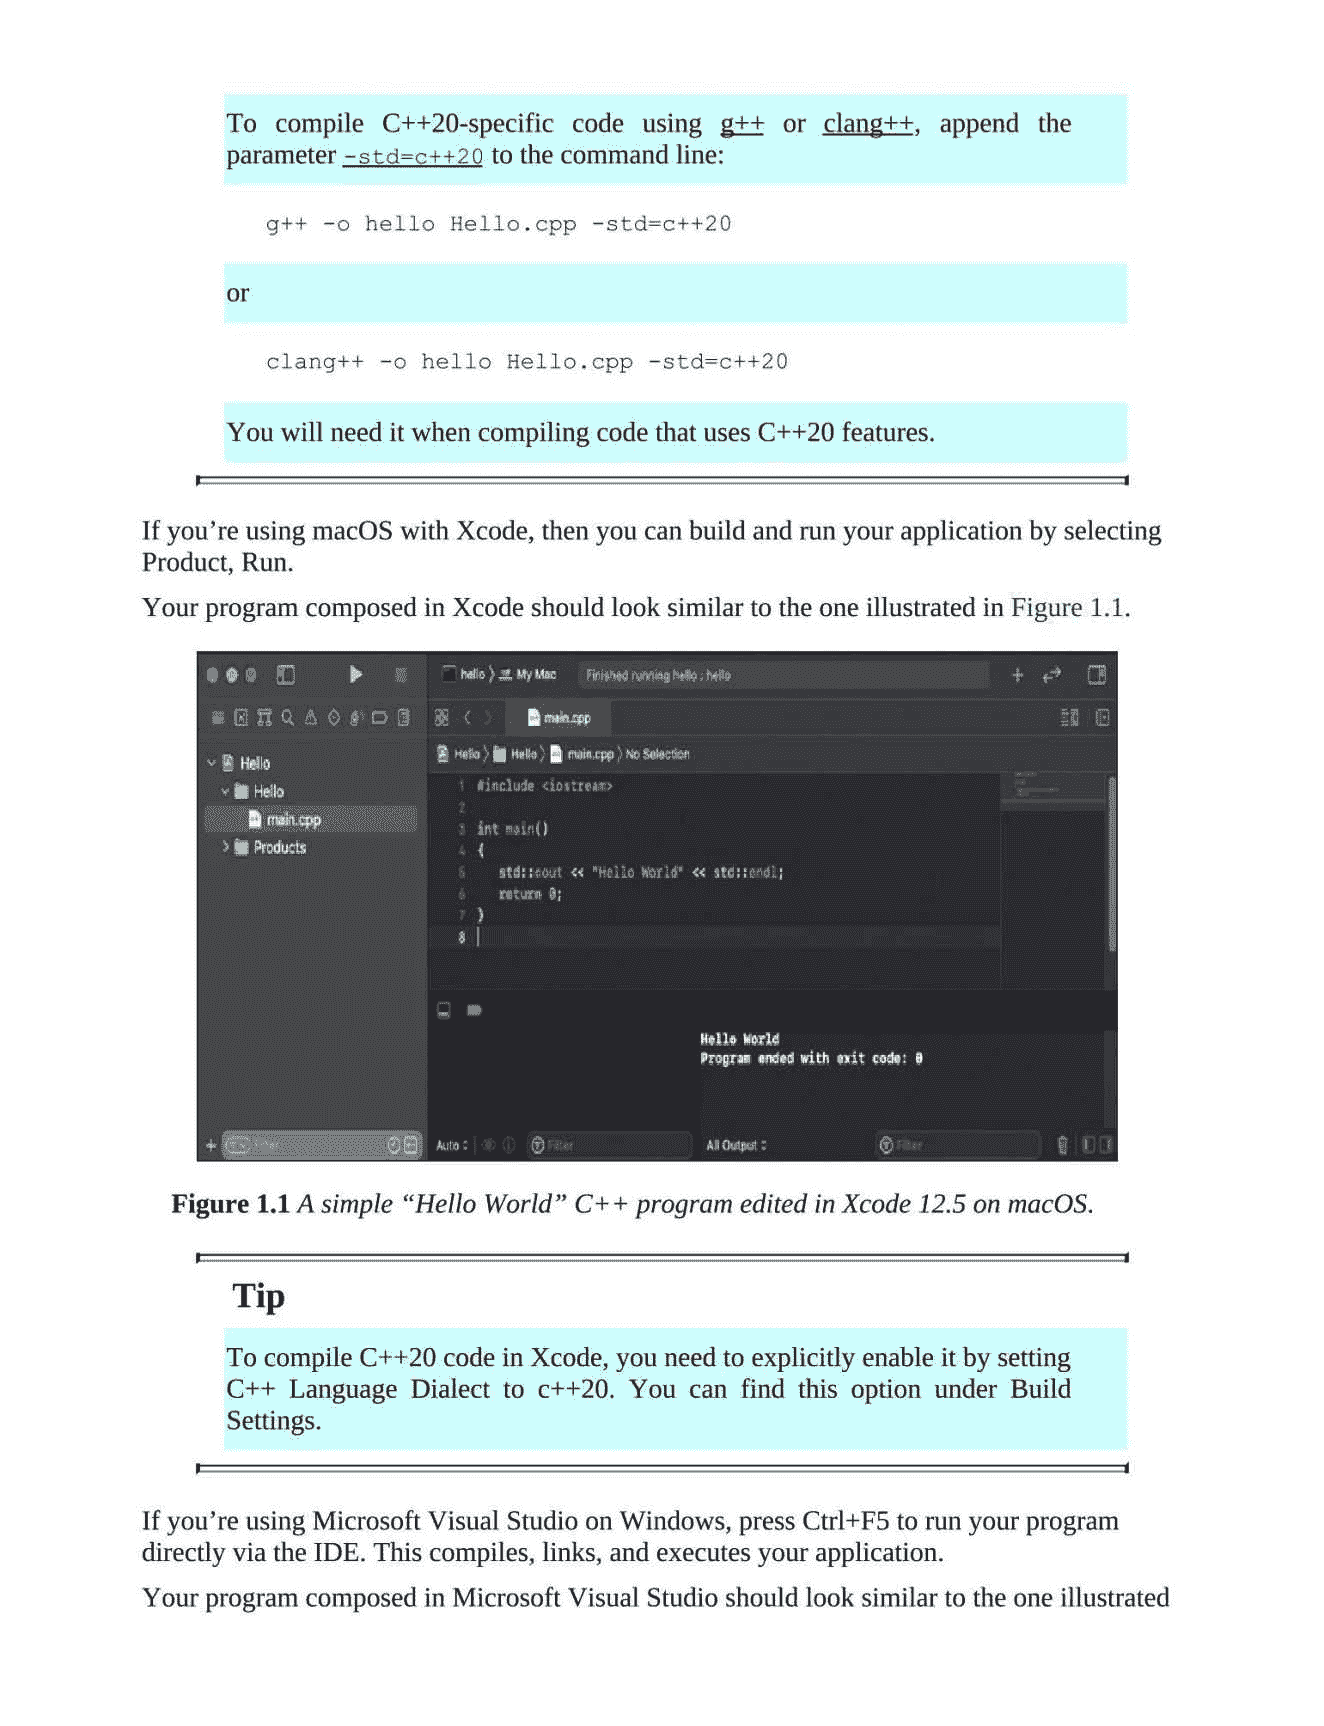 To compile C++20-specific code using g++ or clang++, append the
parameter -std=c++20 to the command line:
g++ -o hello Hello.cpp -std=c++20
or
clang++ -o hello Hello.cpp -std=c++20
You will need it when compiling code that uses C++20 features.
If you’re using macOS with Xcode, then you can build and run your application by selecting
Product, Run.
Your program composed in Xcode should look similar to the one illustrated in Figure 1.1.
hello 〉 My Mac
Finished running hello : hello
main.cpp
Hello 〉 Hello 〉 main.cpp 〉 No Selection
Hello
Hello
main.cpp
Products
1 #include <iostream>
2
3 int main()
4 {
5 std::cout << "Hello World" << std::endl;
6 return 0;
7 }
8
Hello World
Program ended with exit code: 0
Auto
Filter
All Output
Filter
Figure 1.1 A simple “Hello World” C++ program edited in Xcode 12.5 on macOS.
Tip
To compile C++20 code in Xcode, you need to explicitly enable it by setting
C++ Language Dialect to c++20. You can find this option under Build
Settings.
If you’re using Microsoft Visual Studio on Windows, press Ctrl+F5 to run your program
directly via the IDE. This compiles, links, and executes your application.
Your program composed in Microsoft Visual Studio should look similar to the one illustrated